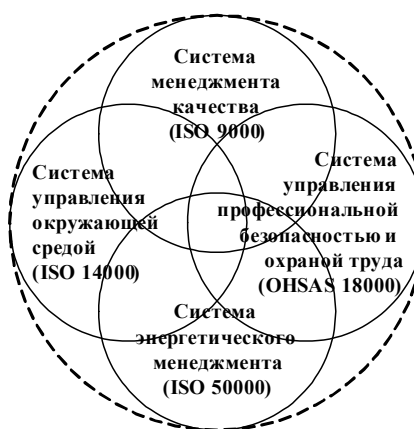 Система
менеджмента
качества
(ISO 9000)
Система
управления
окружающей
средой
(ISO 14000)
Система
управления
профессиональной
безопасностью и
охраной труда
(OHSAS 18000)
Система
энергетического
менеджмента
(ISO 50000)